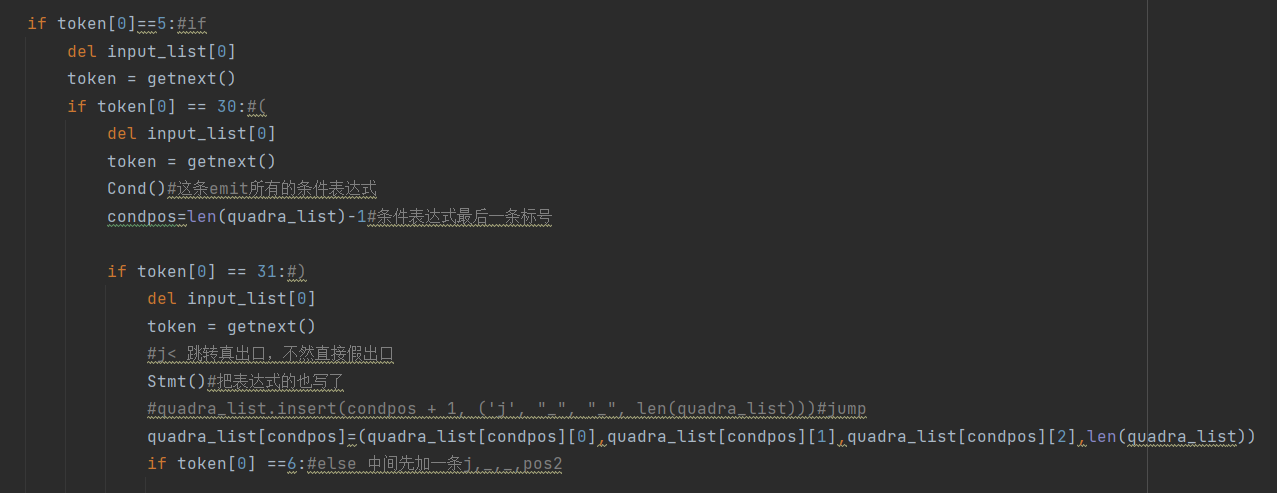 if token[0]==5:#if
del input_list[0]
token = getnext()
if token[0] == 30:#(
del input_list[0]
token = getnext()
Cond()#这条emit所有的条件表达式
condpos=len(quadra_list)-1#条件表达式最后一条标号
if token[0] == 31:#)
del input_list[0]
token = getnext()
#j< 跳转真出口，不然直接假出口
Stmt()#把表达式的也写了
#quadra_list.insert(condpos + 1, ('j', "_", "_", len(quadra_list)))#jump
quadra_list[condpos]=(quadra_list[condpos][0],quadra_list[condpos][1],quadra_list[condpos][2],len(quadra_list))
if token[0] ==6:#else 中间先加一条j,_,_,pos2